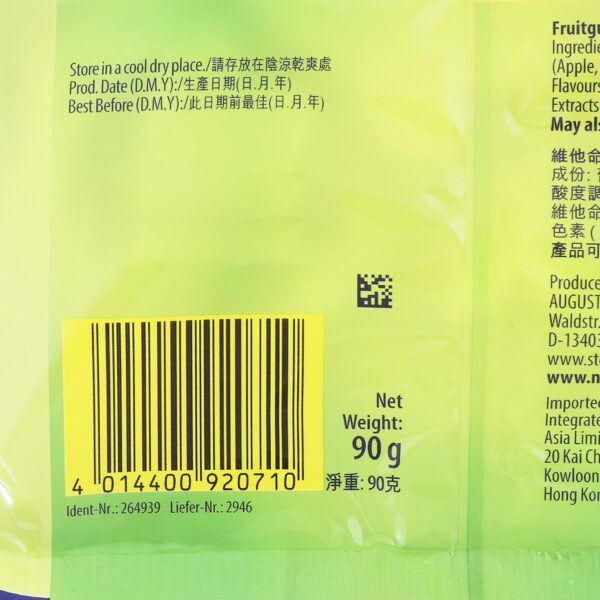 Store in a cool dry place./請存放在陰涼乾爽處
Prod. Date (D.M.Y):/生產日期(日.月.年)
Best Before (D.M.Y):/此日期前最佳(日.月.年)
4 014400 920710
Ident-Nr.: 264939 Liefer-Nr.: 2946
Net
Weight:
90 g
淨重: 90克
Fruitgu
Ingredie
(Apple,
Flavours
Extracts
May als
維他命
成份:
酸度調
維他命
色素(
產品可
Produce
AUGUST
Waldstr.
D-13403
www.st
www.n
Importe
Integrate
Asia Limi
20 Kai Ch
Kowloon
Hong Kon